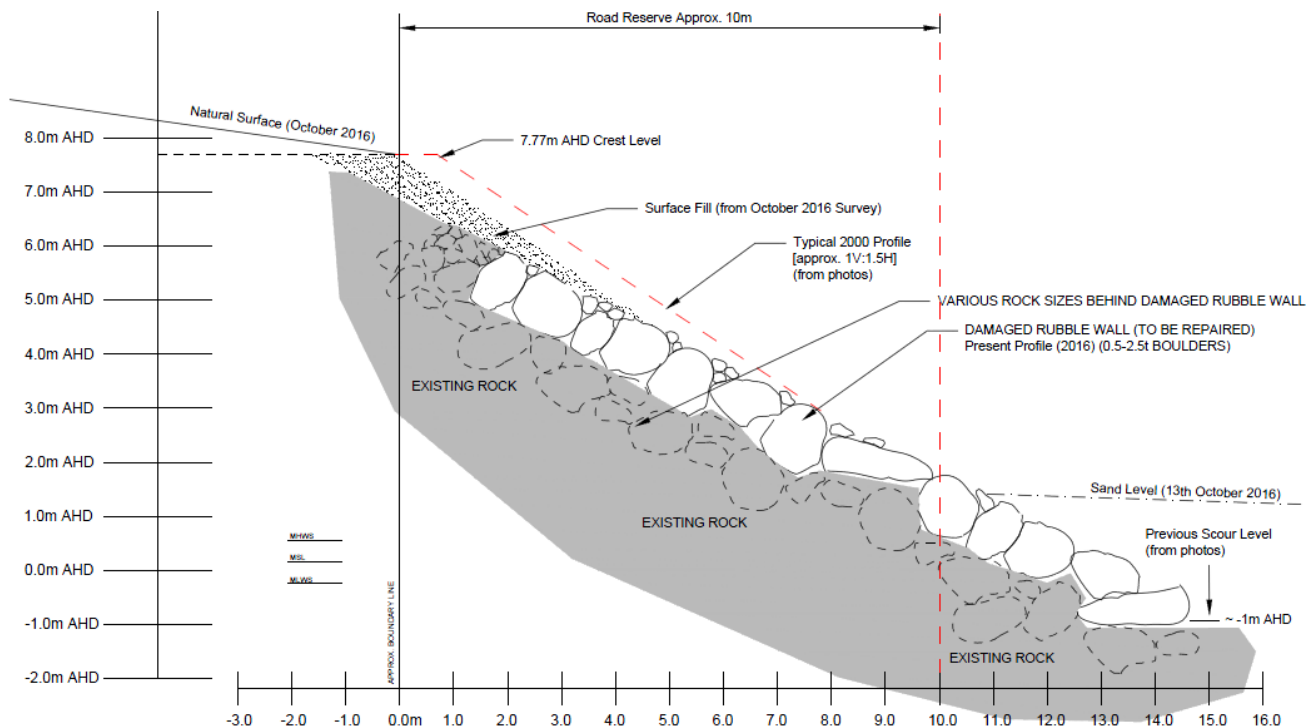 Road Reserve Approx. 10m
Natural Surface (October 2016)
8.0m AHD
7.77m AHD Crest Level
7.0m AHD
Surface Fill (from October 2016 Survey)
6.0m AHD
Typical 2000 Profile
[approx. 1V:1.5H]
(from photos)
5.0m AHD
VARIOUS ROCK SIZES BEHIND DAMAGED RUBBLE WALL
DAMAGED RUBBLE WALL (TO BE REPAIRED)
Present Profile (2016) (0.5-2.5t BOULDERS)
4.0m AHD
EXISTING ROCK
3.0m AHD
2.0m AHD
Sand Level (13th October 2016)
1.0m AHD
EXISTING ROCK
Previous Scour Level
(from photos)
MHWS
MSL
0.0m AHD
MLWS
APPROX. BOUNDARY LINE
-1.0m AHD
~ -1m AHD
EXISTING ROCK
-2.0m AHD
-3.0 -2.0 -1.0 0.0m 1.0 2.0 3.0 4.0 5.0 6.0 7.0 8.0 9.0 10.0 11.0 12.0 13.0 14.0 15.0 16.0